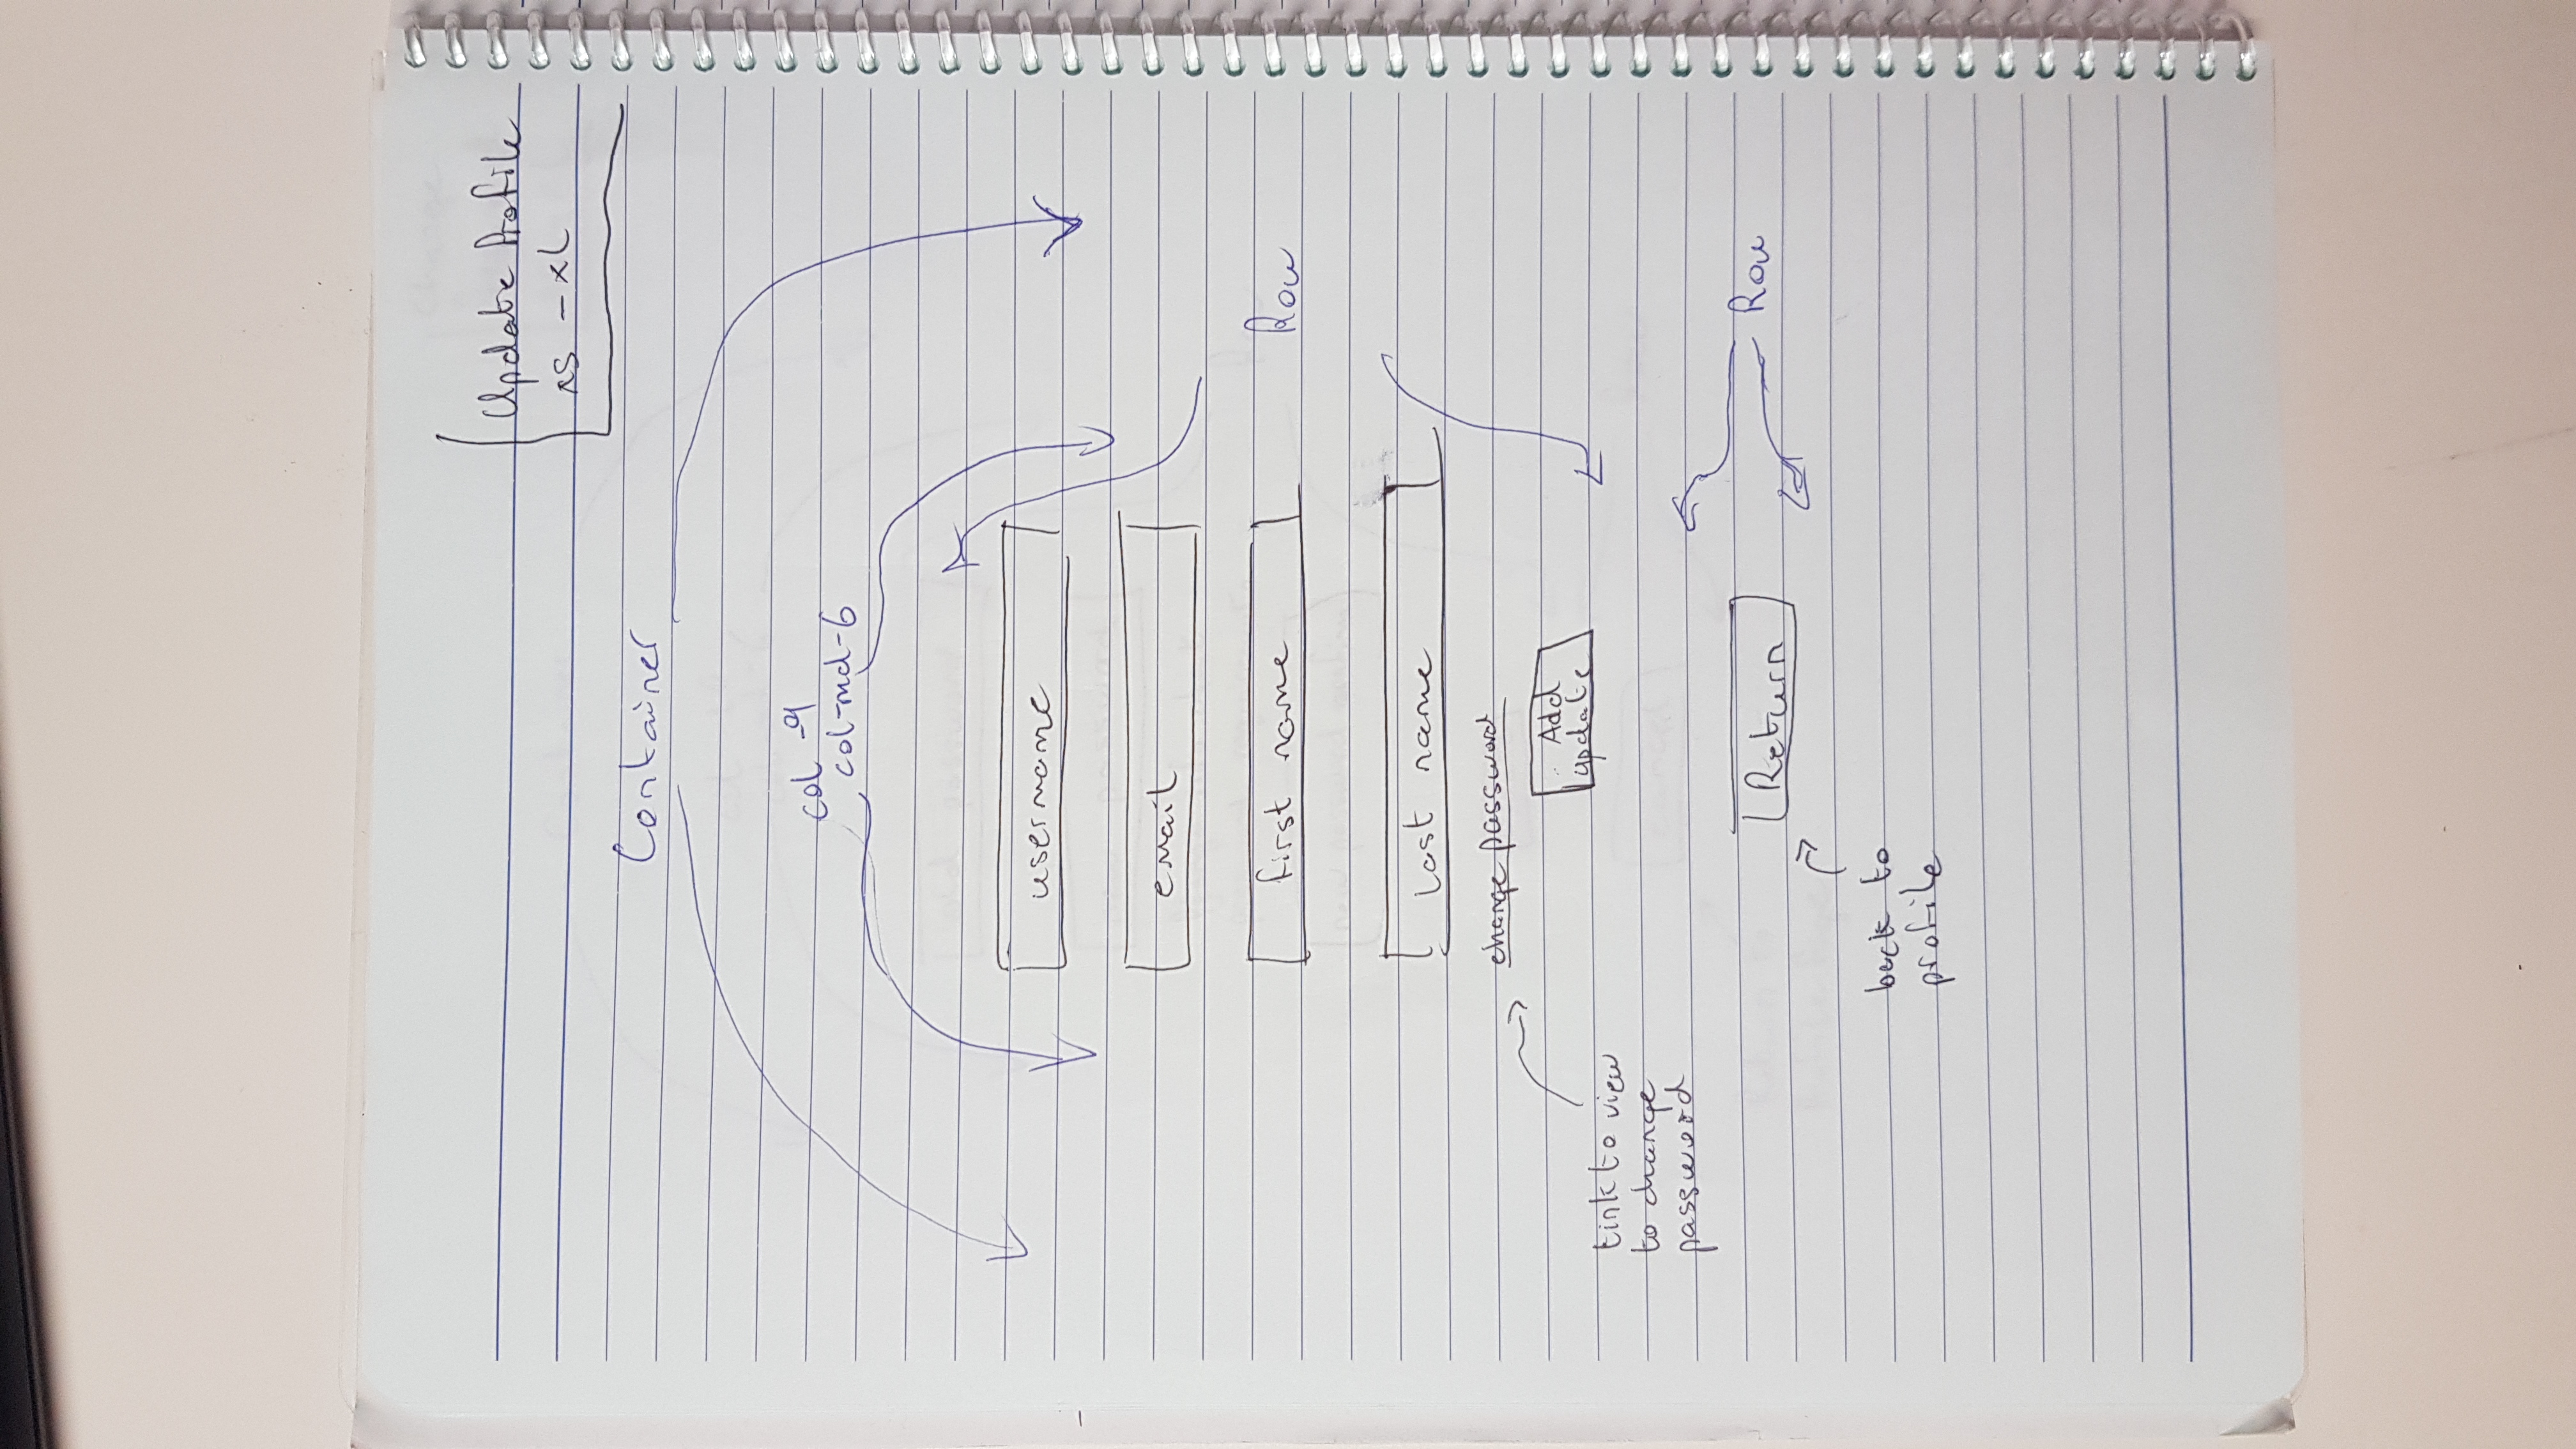 Update Profile
xs - xl
Container
col -9
col-md-6
username
email
first name
Row
last name
change password
Add
update
link to view
to change
password
Return
Row
back to
profile